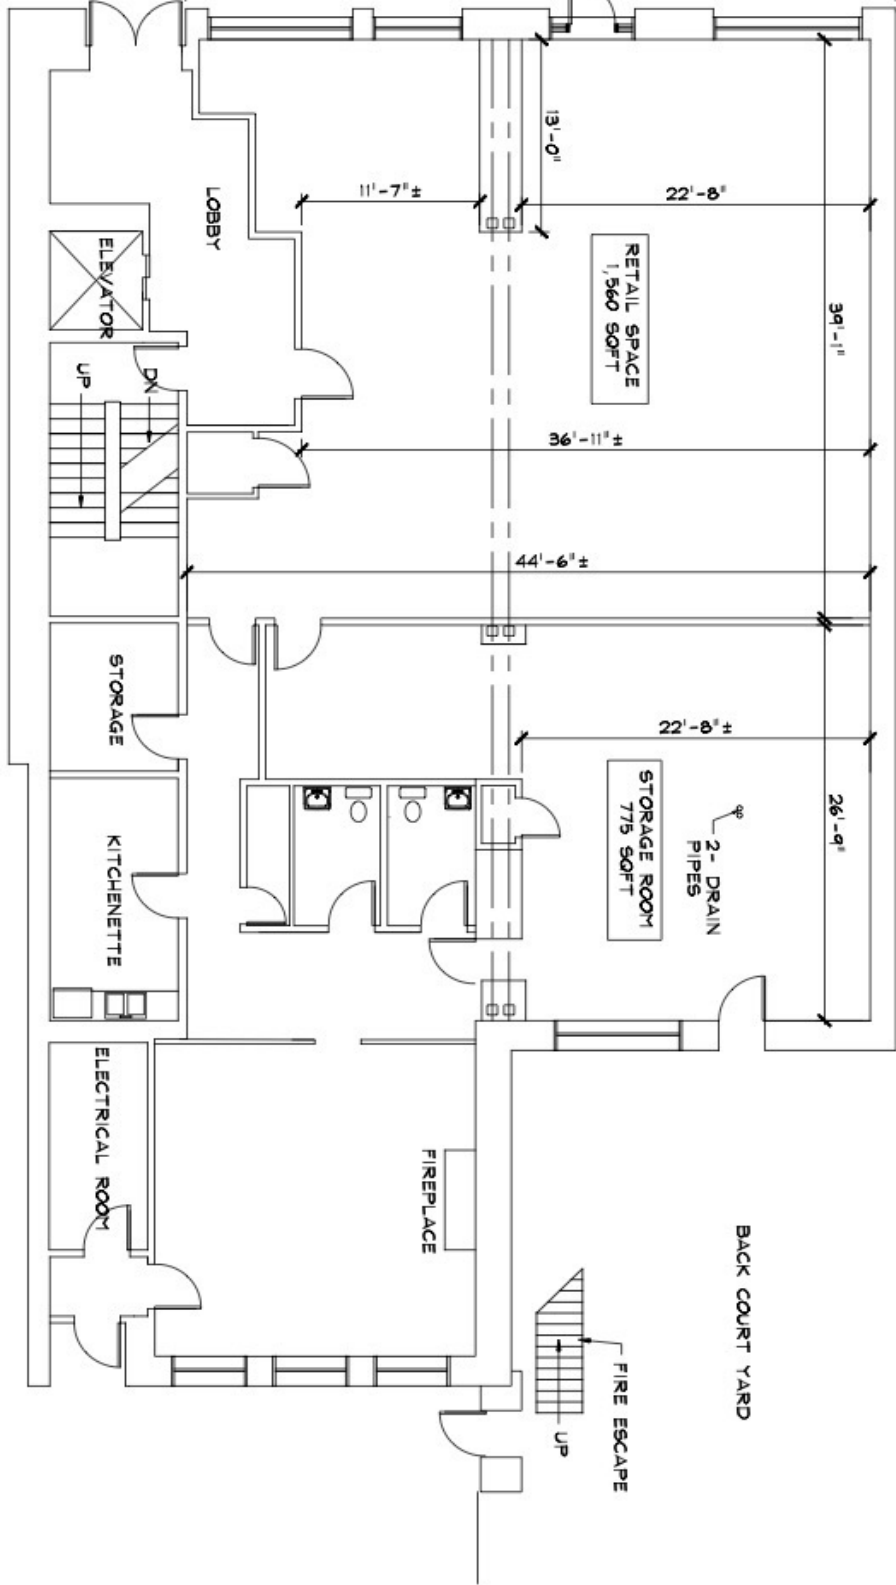 13'-0"
11'-7" ±
22'-8"
LOBBY
ELEVATOR
RETAIL SPACE
1,560 SQFT
39'-1"
DN
UP
36'-11" ±
44'-6" ±
STORAGE
22'-8" ±
STORAGE ROOM
775 SQFT
2- DRAIN
PIPES
26'-9"
KITCHENETTE
ELECTRICAL ROOM
FIREPLACE
BACK COURT YARD
FIRE ESCAPE
UP